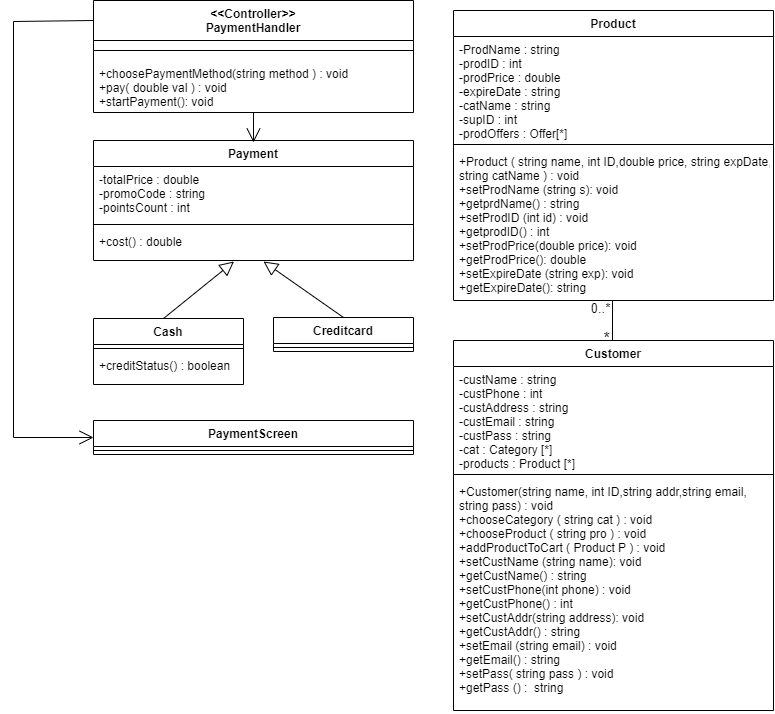 <<Controller>>
PaymentHandler
+choosePaymentMethod(string method ) : void
+pay( double val ) : void
+startPayment(): void
Payment
-totalPrice : double
-promoCode : string
-pointsCount : int
+cost() : double
Cash
+creditStatus() : boolean
Creditcard
PaymentScreen
Product
-ProdName : string
-prodID : int
-prodPrice : double
-expireDate : string
-catName : string
-supID : int
-prodOffers : Offer[*]
+Product ( string name, int ID,double price, string expDate
string catName ) : void
+setProdName (string s): void
+getprdName() : string
+setProdID (int id) : void
+getprodID() : int
+setProdPrice(double price): void
+getProdPrice(): double
+setExpireDate (string exp): void
+getExpireDate(): string
0..*
*
Customer
-custName : string
-custPhone : int
-custAddress : string
-custEmail : string
-custPass : string
-cat : Category [*]
-products : Product [*]
+Customer(string name, int ID,string addr,string email,
string pass) : void
+chooseCategory ( string cat ) : void
+chooseProduct ( string pro ) : void
+addProductToCart ( Product P ) : void
+setCustName (string name): void
+getCustName() : string
+setCustPhone(int phone) : void
+getCustPhone() : int
+setCustAddr(string address): void
+getCustAddr() : string
+setEmail (string email) : void
+getEmail() : string
+setPass( string pass ) : void
+getPass () :  string